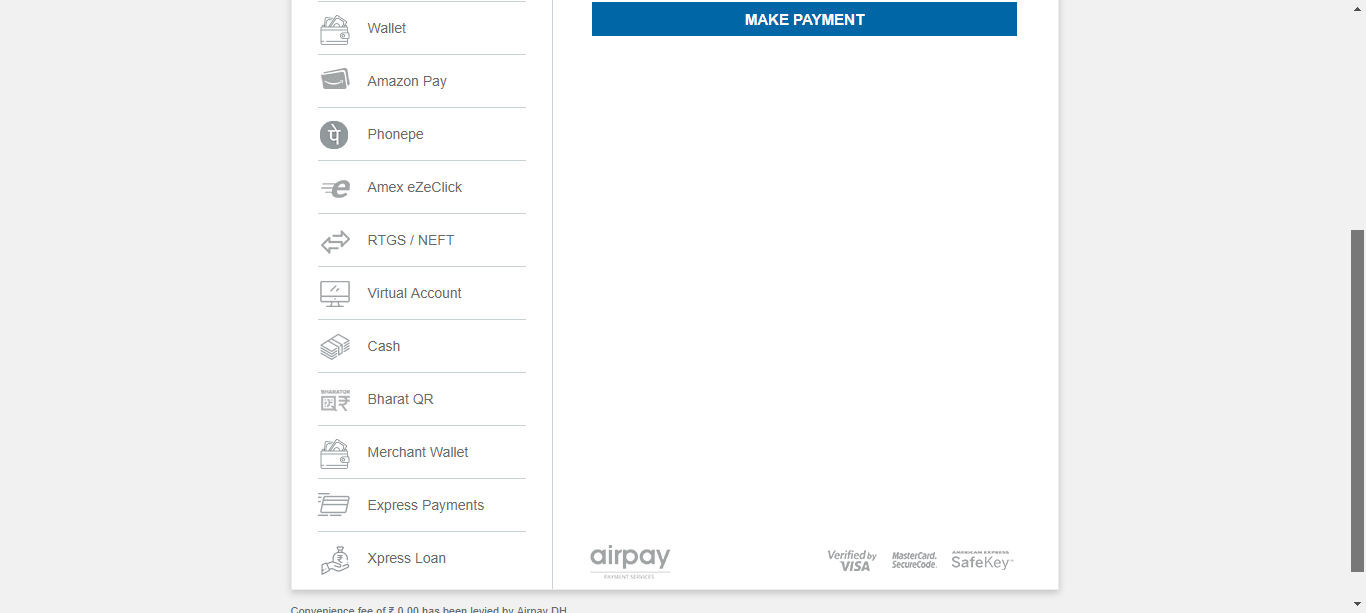 Wallet
MAKE PAYMENT
Amazon Pay
पे
Phonepe
e
Amex eZeClick
RTGS / NEFT
Virtual Account
Cash
BHARATQR
Bharat QR
Merchant Wallet
Express Payments
Xpress Loan
airpay
PAYMENT SERVICES
Verified by
VISA
MasterCard.
SecureCode.
AMERICAN EXPRESS
SafeKey
Convenience fee of ₹ 0.00 has been levied by Airpay DH